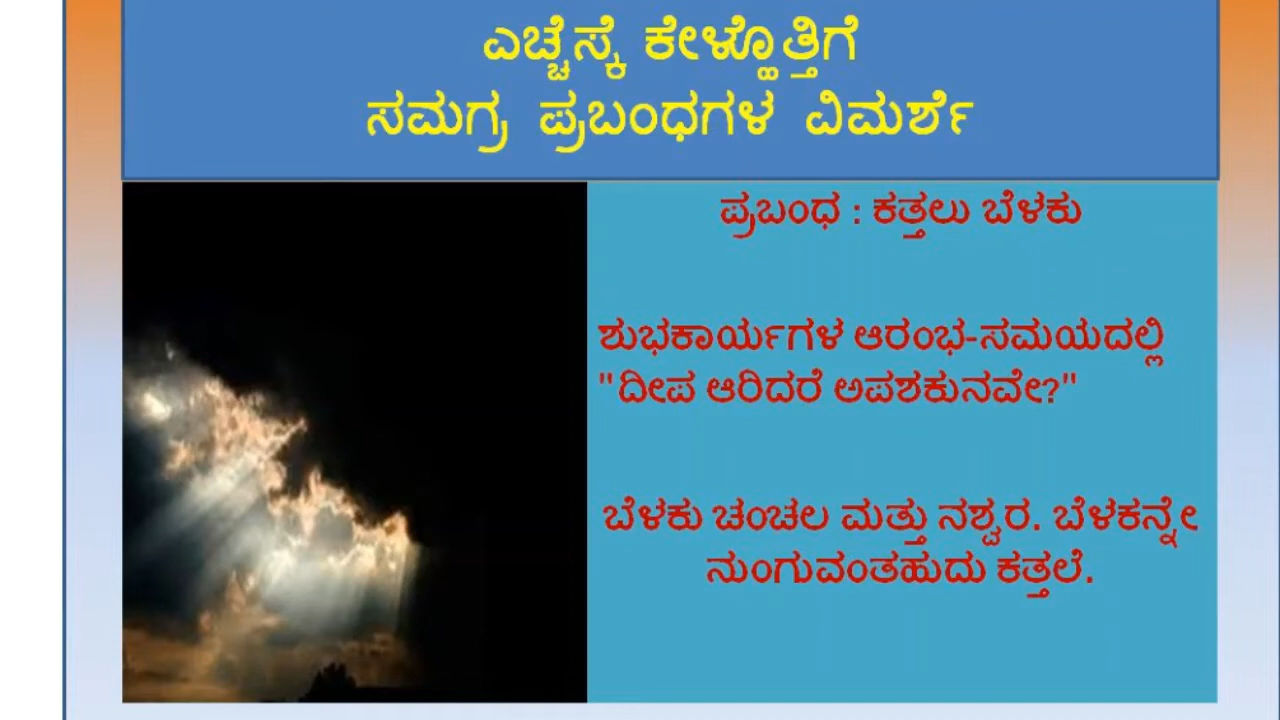 ಎಚ್ಚೆಸ್ಕೆ ಕೇಳ್ಹೊತ್ತಿಗೆ
ಸಮಗ್ರ ಪ್ರಬಂಧಗಳ ವಿಮರ್ಶೆ
ಪ್ರಬಂಧ : ಕತ್ತಲು ಬೆಳಕು
ಶುಭಕಾರ್ಯಗಳ ಆರಂಭ-ಸಮಯದಲ್ಲಿ
"ದೀಪ ಆರಿದರೆ ಅಪಶಕುನವೇ?"
ಬೆಳಕು ಚಂಚಲ ಮತ್ತು ನಶ್ವರ. ಬೆಳಕನ್ನೇ
ನುಂಗುವಂತಹುದು ಕತ್ತಲೆ.